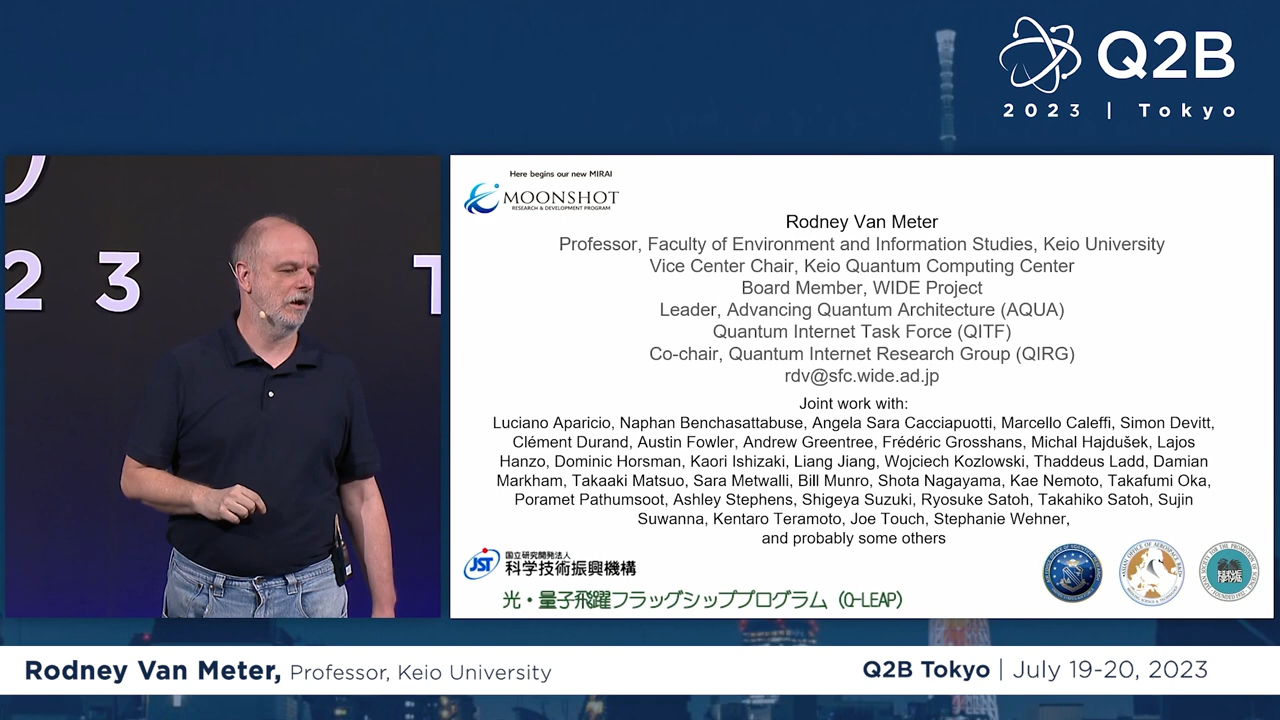 Q2B
2023 | Tokyo
2 3
T
Here begins our new MIRAI
MOONSHOT
RESEARCH & DEVELOPMENT PROGRAM
Rodney Van Meter
Professor, Faculty of Environment and Information Studies, Keio University
Vice Center Chair, Keio Quantum Computing Center
Board Member, WIDE Project
Leader, Advancing Quantum Architecture (AQUA)
Quantum Internet Task Force (QITF)
Co-chair, Quantum Internet Research Group (QIRG)
rdv@sfc.wide.ad.jp
Joint work with:
Luciano Aparicio, Naphan Benchasattabuse, Angela Sara Cacciapuotti, Marcello Caleffi, Simon Devitt,
Clément Durand, Austin Fowler, Andrew Greentree, Frédéric Grosshans, Michal Hajdušek, Lajos
Hanzo, Dominic Horsman, Kaori Ishizaki, Liang Jiang, Wojciech Kozlowski, Thaddeus Ladd, Damian
Markham, Takaaki Matsuo, Sara Metwalli, Bill Munro, Shota Nagayama, Kae Nemoto, Takafumi Oka,
Poramet Pathumsoot, Ashley Stephens, Shigeya Suzuki, Ryosuke Satoh, Takahiko Satoh, Sujin
Suwanna, Kentaro Teramoto, Joe Touch, Stephanie Wehner,
and probably some others
JST
国立研究開発法人
科学技術振興機構
光・量子飛躍フラッグシッププログラム（Q-LEAP）
Rodney Van Meter, Professor, Keio University
Q2B Tokyo | July 19-20, 2023